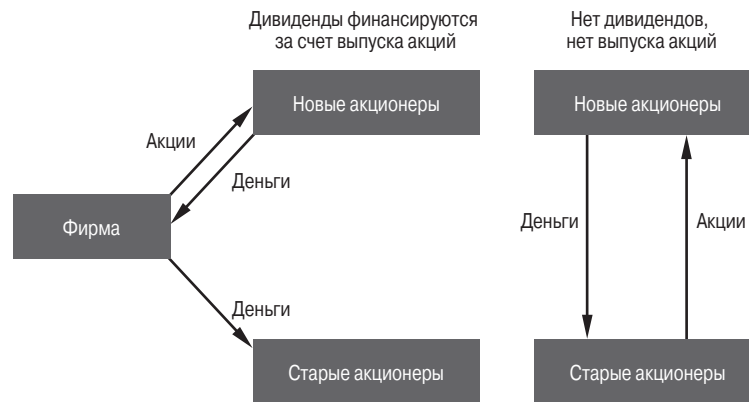 Дивиденды финансируются
за счет выпуска акций
Новые акционеры
Акции
Деньги
Фирма
Деньги
Старые акционеры
Нет дивидендов,
нет выпуска акций
Новые акционеры
Деньги
Акции
Старые акционеры